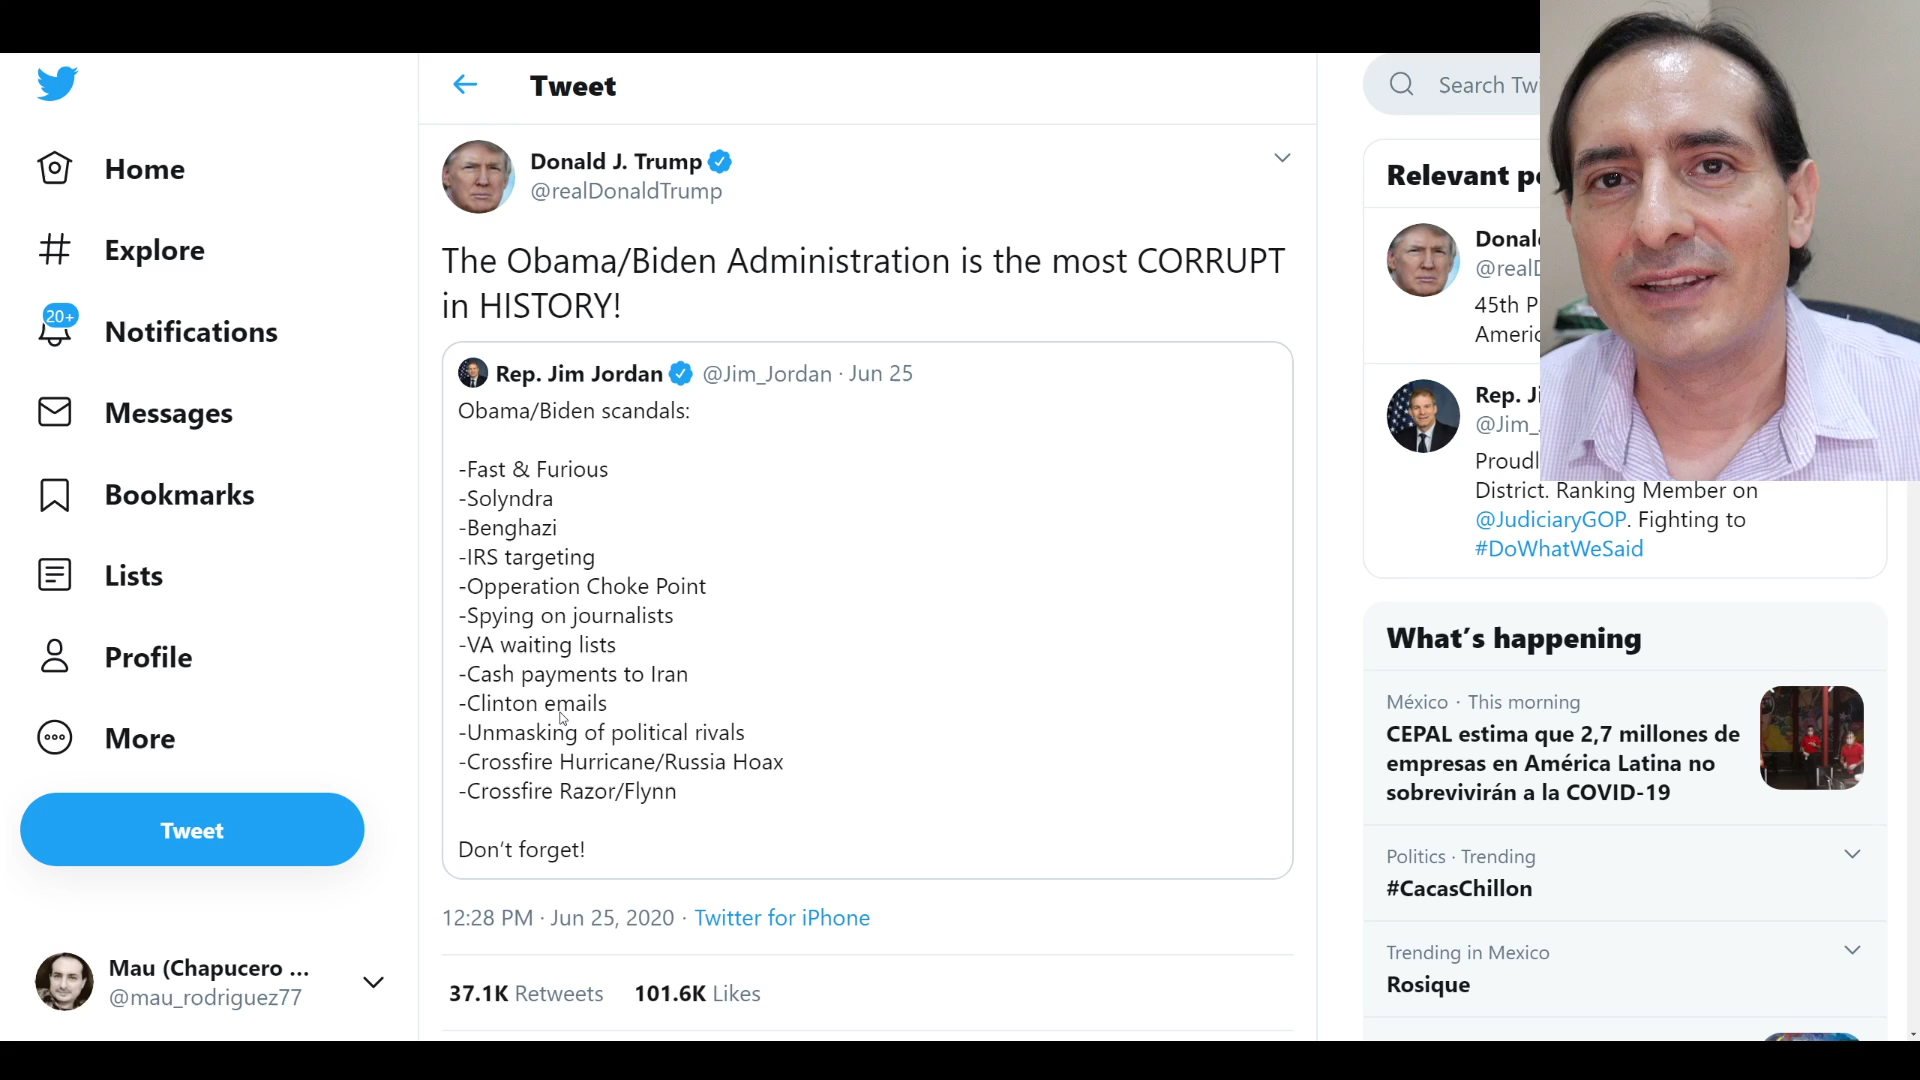 Tweet
Search Tw
Home
Explore
20+
Notifications
Messages
Bookmarks
Lists
Profile
More
Tweet
Mau (Chapucero ...
@mau_rodriguez77
Donald J. Trump
@realDonaldTrump
The Obama/Biden Administration is the most CORRUPT
in HISTORY!
Rep. Jim Jordan @Jim_Jordan · Jun 25
Obama/Biden scandals:
-Fast & Furious
-Solyndra
-Benghazi
-IRS targeting
-Opperation Choke Point
-Spying on journalists
-VA waiting lists
-Cash payments to Iran
-Clinton emails
-Unmasking of political rivals
-Crossfire Hurricane/Russia Hoax
-Crossfire Razor/Flynn
Don't forget!
12:28 PM · Jun 25, 2020 · Twitter for iPhone
37.1K Retweets 101.6K Likes
Relevant p
Donal
@real
45th P
Americ
Rep. Ji
@Jim_
Proudl
District. Ranking Member on
@JudiciaryGOP. Fighting to
#DoWhatWeSaid
What's happening
México · This morning
CEPAL estima que 2,7 millones de
empresas en América Latina no
sobrevivirán a la COVID-19
Politics · Trending
#CacasChillon
Trending in Mexico
Rosique